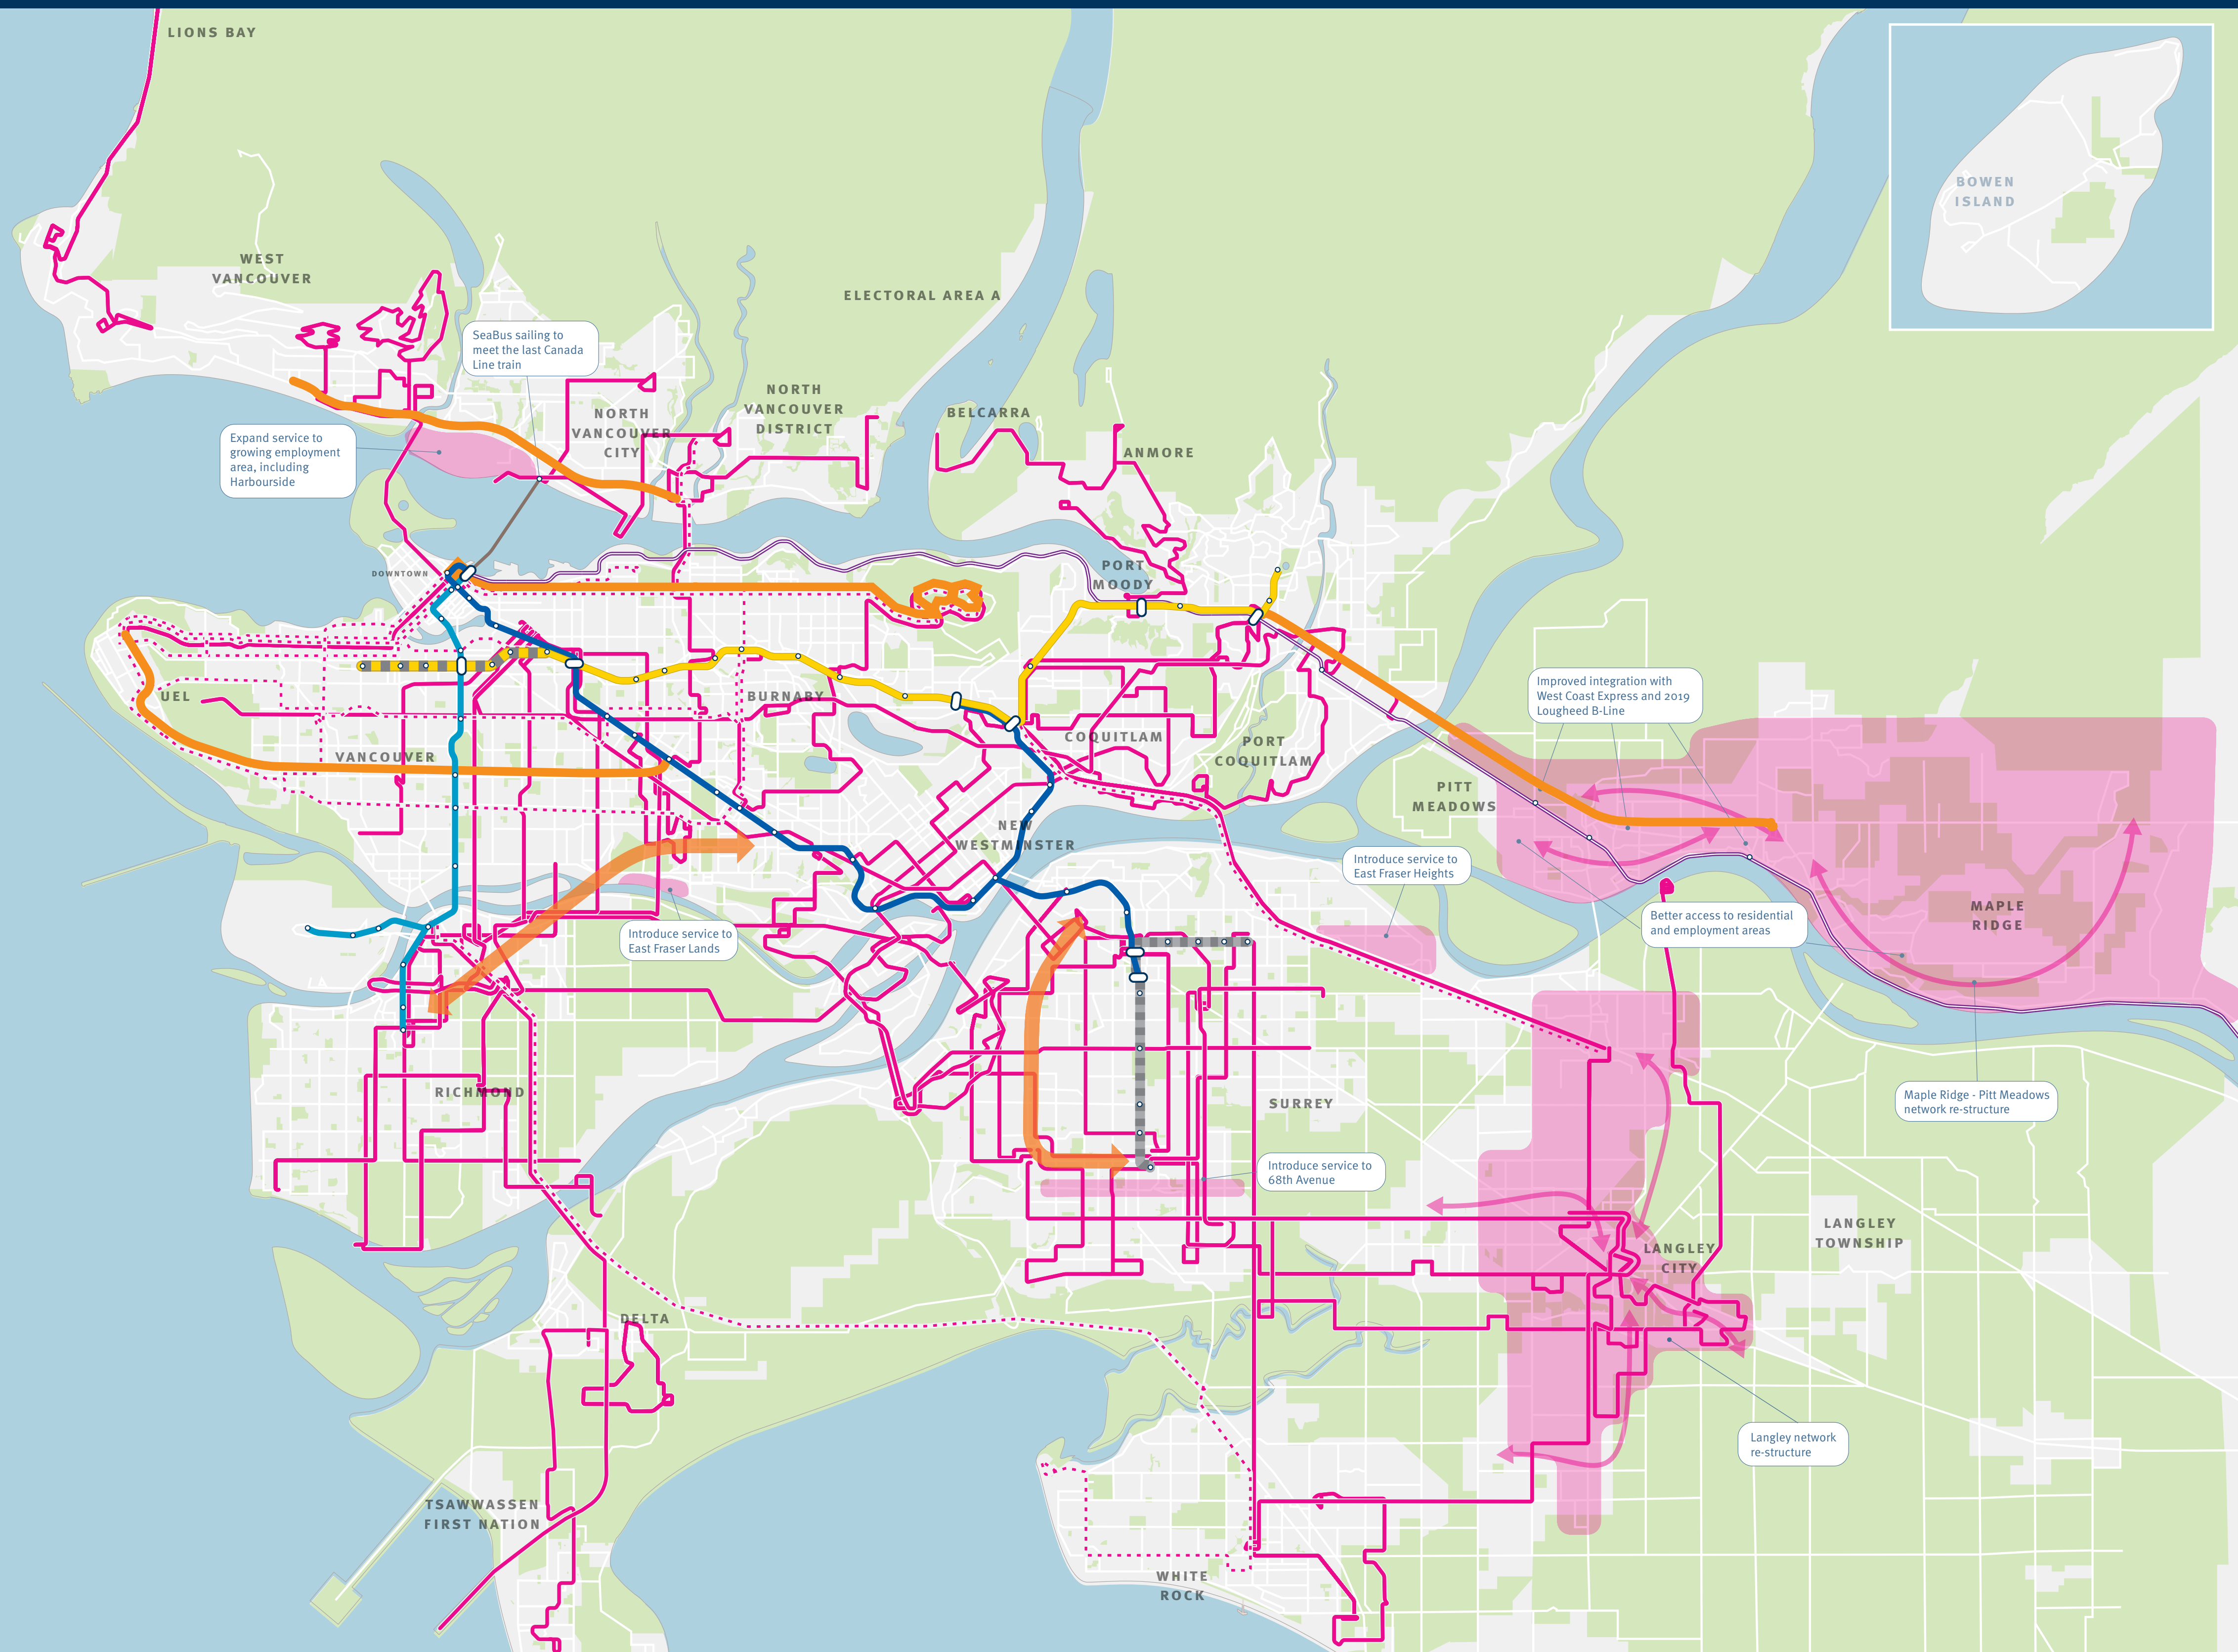 LIONS BAY
BOWEN
ISLAND
WEST
VANCOUVER
ELECTORAL AREA A
SeaBus sailing to
meet the last Canada
Line train
NORTH
VANCOUVER
DISTRICT
NORTH
VANCOUVER
CITY
BELCARRA
ANMORE
Expand service to
growing employment
area, including
Harbourside
DOWNTOWN
PORT
MOODY
UEL
BURNABY
Improved integration with
West Coast Express and 2019
Lougheed B-Line
VANCOUVER
COQUITLAM
PORT
COQUITLAM
PITT
MEADOWS
NEW
WESTMINSTER
Introduce service to
East Fraser Heights
MAPLE
RIDGE
Better access to residential
and employment areas
Introduce service to
East Fraser Lands
RICHMOND
SURREY
Maple Ridge - Pitt Meadows
network re-structure
Introduce service to
68th Avenue
LANGLEY
TOWNSHIP
LANGLEY
CITY
DELTA
Langley network
re-structure
TSAWWASSEN
FIRST NATION
WHITE
ROCK